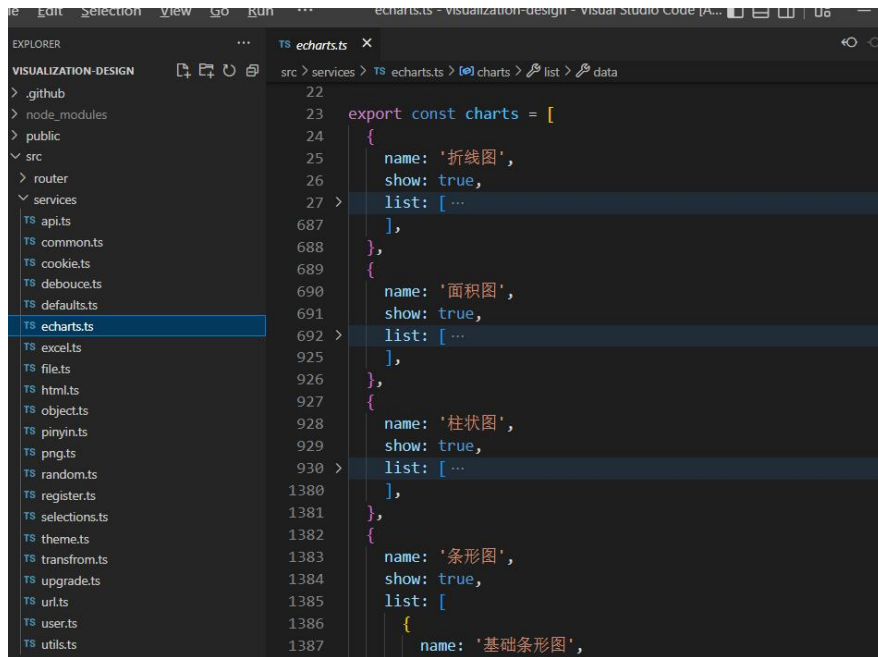 Edit Selection View Go Run ... echarts.ts - visualization-design - Visual Studio Code [A...
EXPLORER ...
VISUALIZATION-DESIGN
.github
node_modules
public
src
router
services
TS api.ts
TS common.ts
TS cookie.ts
TS debouce.ts
TS defaults.ts
TS echarts.ts
TS excel.ts
TS file.ts
TS html.ts
TS object.ts
TS pinyin.ts
TS png.ts
TS random.ts
TS register.ts
TS selections.ts
TS theme.ts
TS transfrom.ts
TS upgrade.ts
TS url.ts
TS user.ts
TS utils.ts
TS echarts.ts ×
src > services > TS echarts.ts > charts > list > data
22
23 export const charts = [
24 {
25 name: '折线图',
26 show: true,
27 > list: [ ...
687 ],
688 },
689 {
690 name: '面积图',
691 show: true,
692 > list: [ ...
925 ],
926 },
927 {
928 name: '柱状图',
929 show: true,
930 > list: [ ...
1380 ],
1381 },
1382 {
1383 name: '条形图',
1384 show: true,
1385 list: [
1386 {
1387 name: '基础条形图',